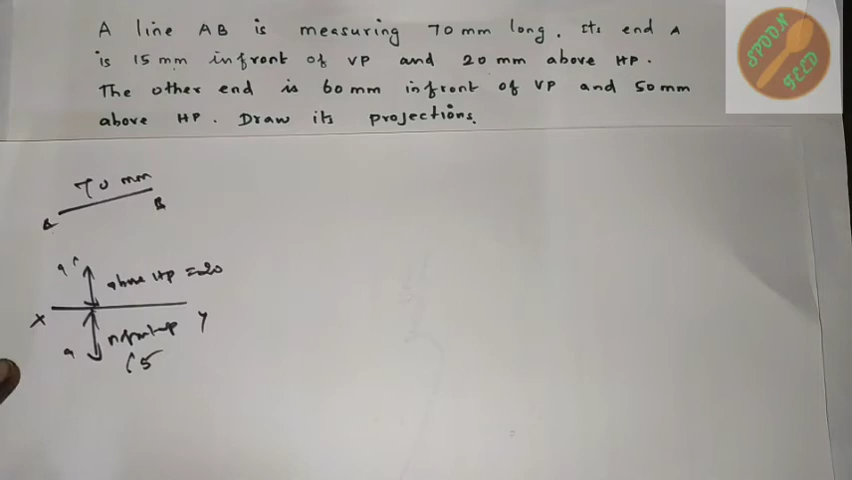 A line AB is measuring 70 mm long. Its end A
is 15 mm infront of VP and 20 mm above HP.
The other end is 60 mm infront of VP and 50 mm
above HP. Draw its projections.
SPOON
FEED
70 mm
A B
a'
above HP = 20
X Y
a
15